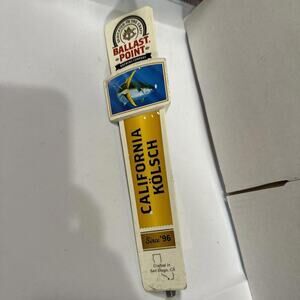 BALLAST
POINT
CALIFORNIA
KÖLSCH
Since '96
Crafted in
San Diego, CA